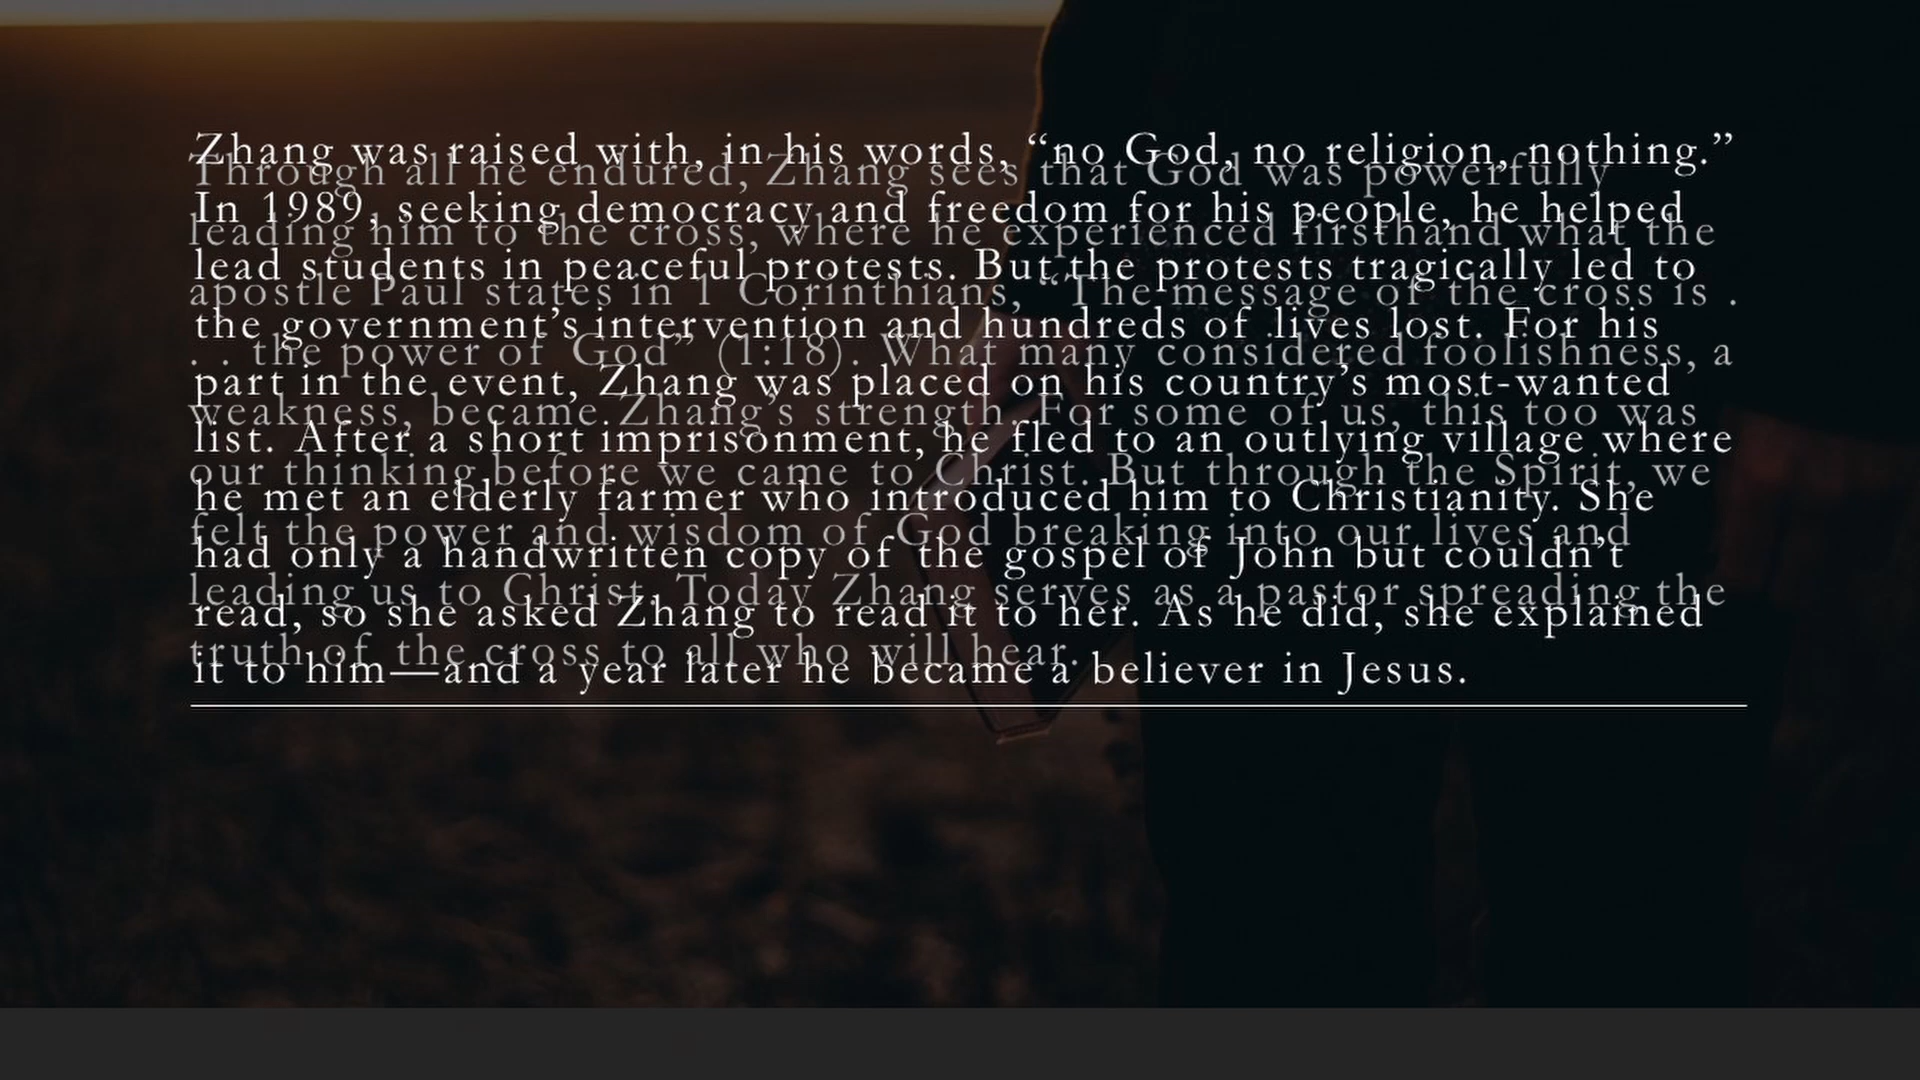 Zhang was raised with, in his words, “no God, no religion, nothing.”
In 1989, seeking democracy and freedom for his people, he helped
lead students in peaceful protests. But the protests tragically led to
the government’s intervention and hundreds of lives lost. For his
part in the event, Zhang was placed on his country’s most-wanted
list. After a short imprisonment, he fled to an outlying village where
he met an elderly farmer who introduced him to Christianity. She
had only a handwritten copy of the gospel of John but couldn’t
read, so she asked Zhang to read it to her. As he did, she explained
it to him—and a year later he became a believer in Jesus.
Through all he endured, Zhang sees that God was powerfully
leading him to the cross, where he experienced firsthand what the
apostle Paul states in 1 Corinthians, “The message of the cross is .
. . the power of God” (1:18). What many considered foolishness, a
weakness, became Zhang’s strength. For some of us, this too was
our thinking before we came to Christ. But through the Spirit, we
felt the power and wisdom of God breaking into our lives and
leading us to Christ. Today Zhang serves as a pastor spreading the
truth of the cross to all who will hear.